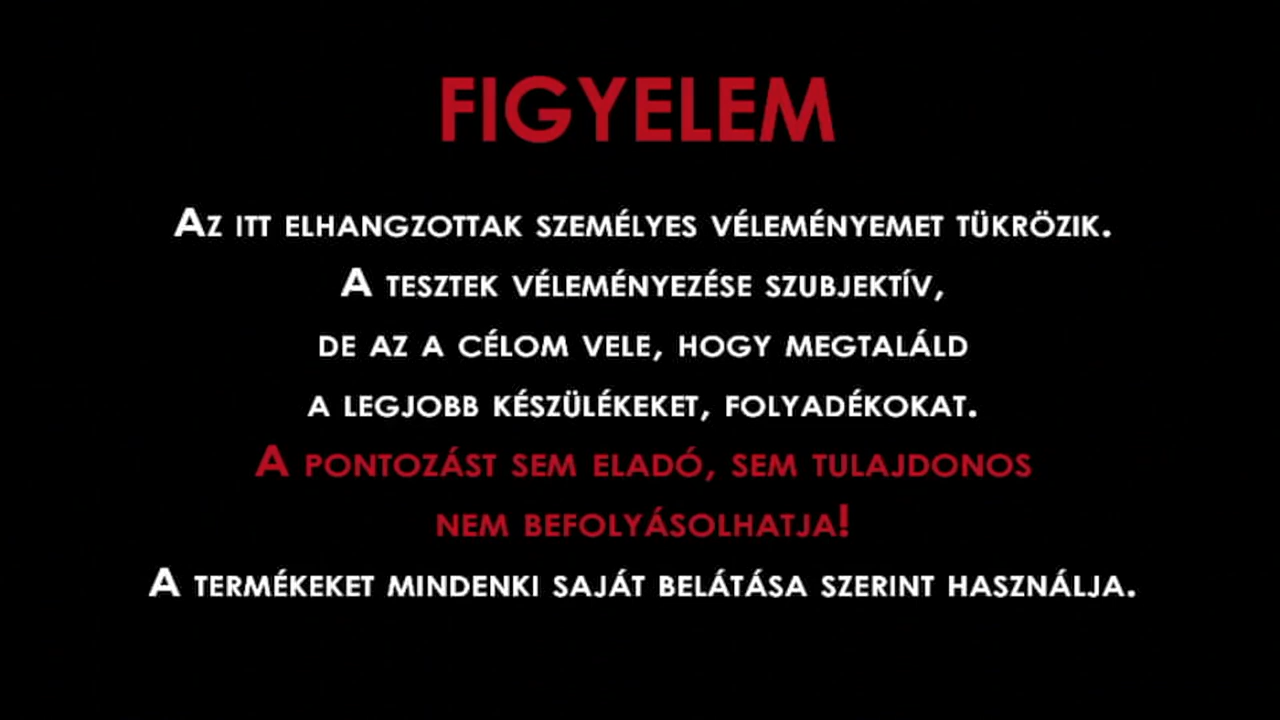 FIGYELEM
Az itt elhangzottak személyes véleményemet tükrözik.
A tesztek véleményezése szubjektív,
de az a célom vele, hogy megtaláld
a legjobb készülékeket, folyadékokat.
A pontozást sem eladó, sem tulajdonos
nem befolyásolhatja!
A termékeket mindenki saját belátása szerint használja.